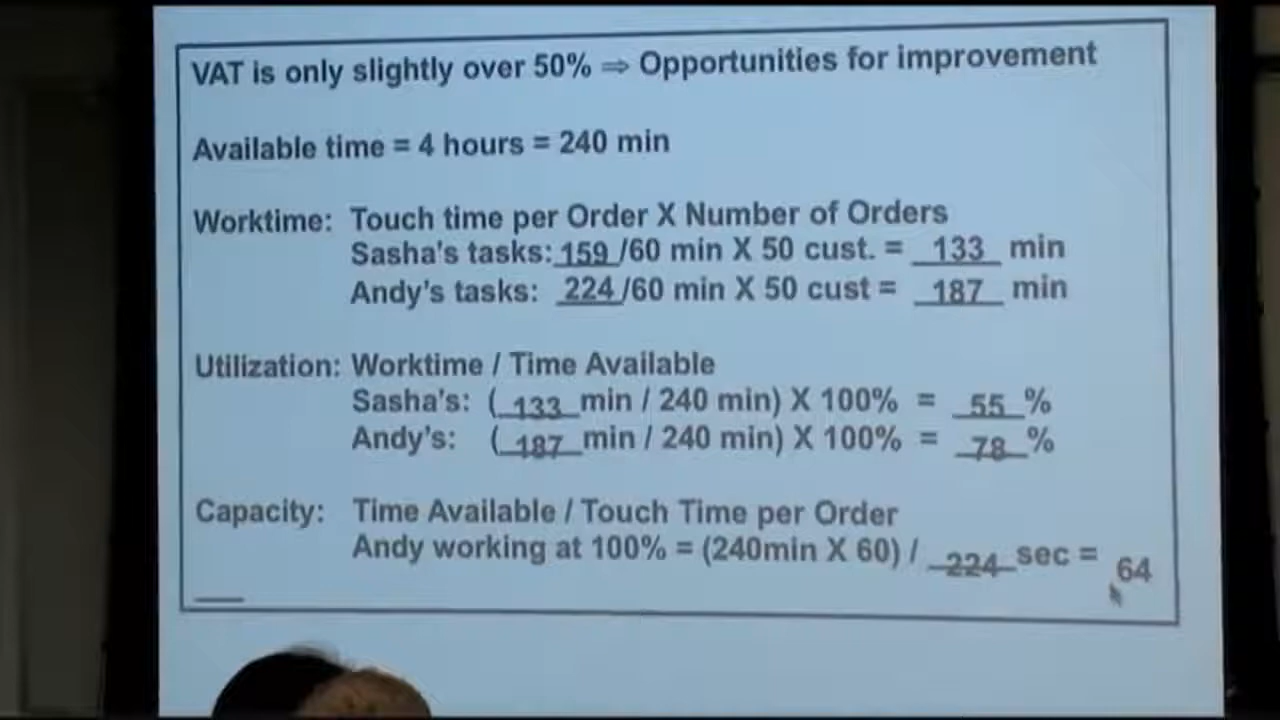 VAT is only slightly over 50% ⇒ Opportunities for improvement
Available time = 4 hours = 240 min
Worktime: Touch time per Order X Number of Orders
Sasha's tasks: 159 /60 min X 50 cust. = 133 min
Andy's tasks: 224 /60 min X 50 cust = 187 min
Utilization: Worktime / Time Available
Sasha's: ( 133 min / 240 min) X 100% = 55 %
Andy's: ( 187 min / 240 min) X 100% = 78 %
Capacity: Time Available / Touch Time per Order
Andy working at 100% = (240min X 60) / 224 sec = 64